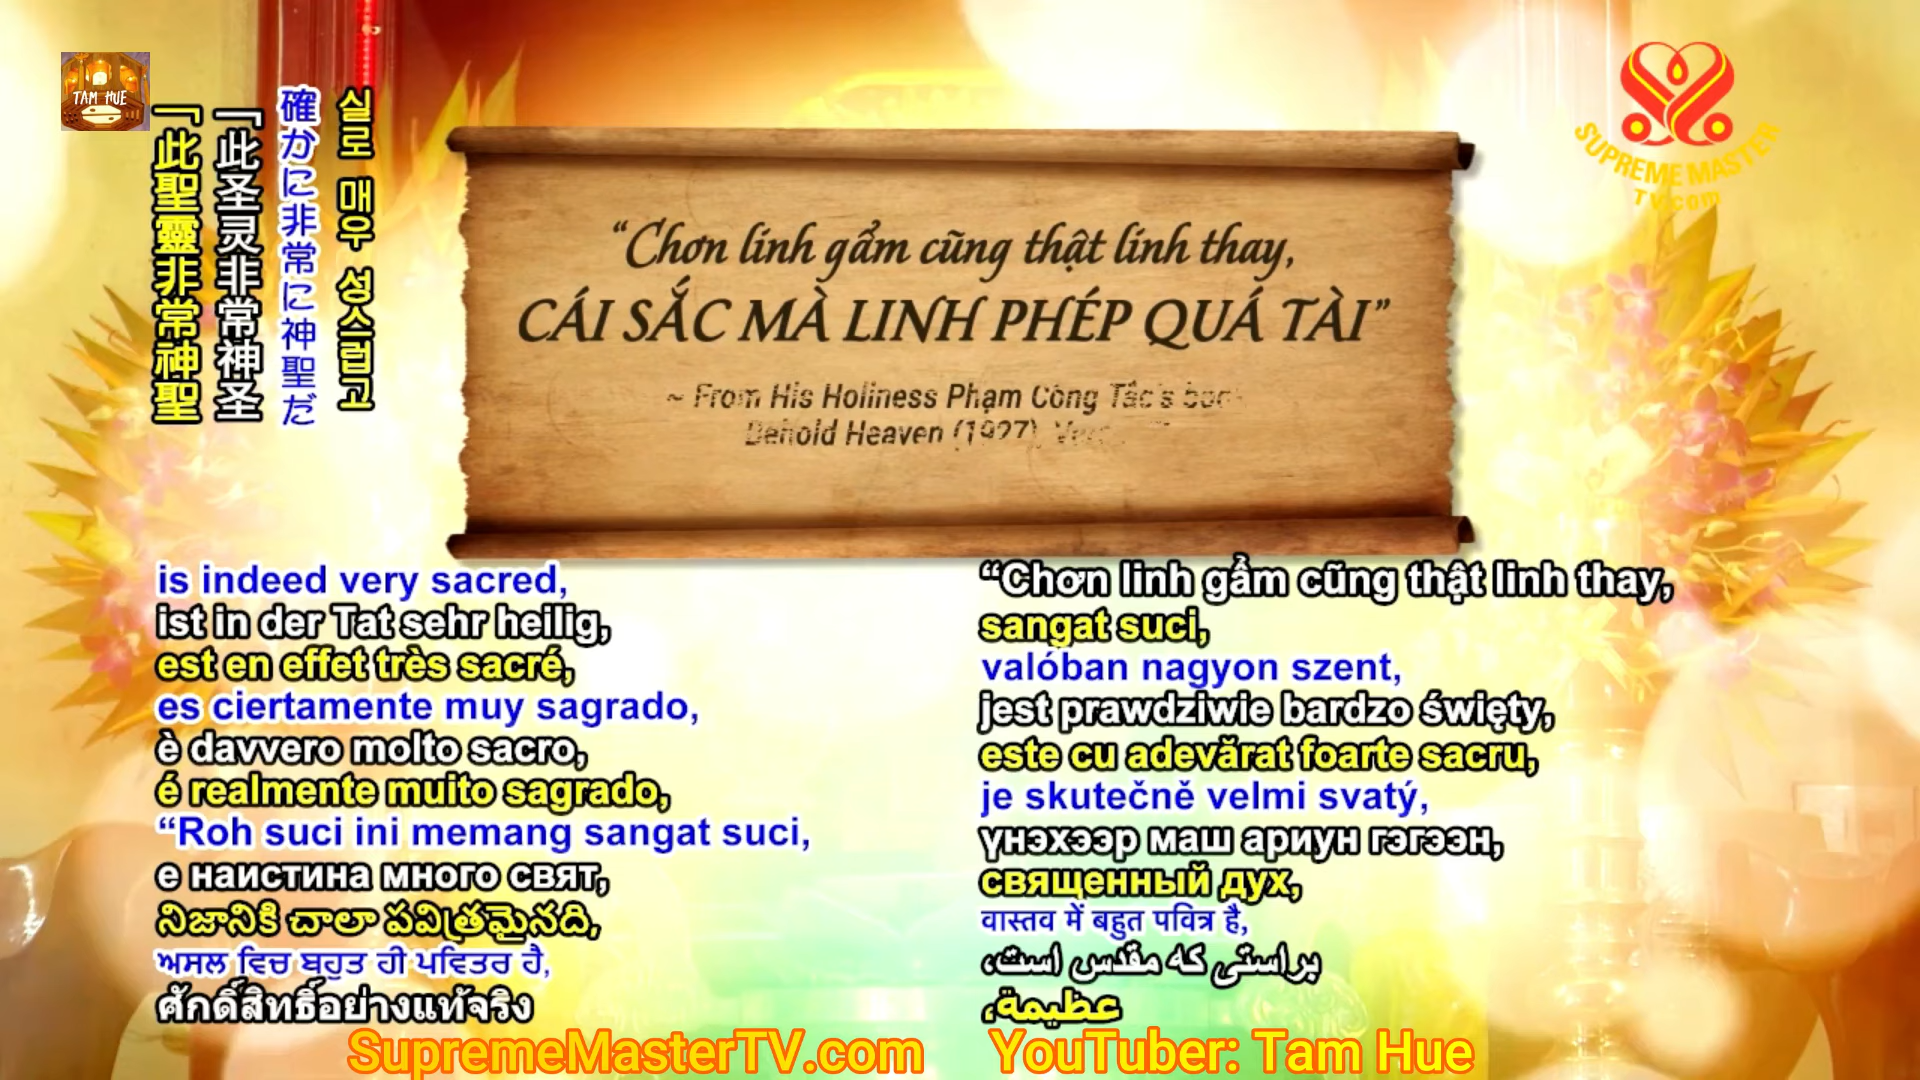 TAM HUE
「此聖靈非常神聖
「此圣灵非常神圣
確かに非常に神聖だ
실로 매우 성스럽고
SUPREME MASTER
TV.com
“Chơn linh gẩm cũng thật linh thay,
CÁI SẮC MÀ LINH PHÉP QUÁ TÀI”
~ From His Holiness Phạm Công Tắc's
Behold Heaven (1927),
is indeed very sacred,
ist in der Tat sehr heilig,
est en effet très sacré,
es ciertamente muy sagrado,
è davvero molto sacro,
é realmente muito sagrado,
“Roh suci ini memang sangat suci,
е наистина много свят,
నిజానికి చాలా పవిత్రమైనది,
ਅਸਲ ਵਿਚ ਬਹੁਤ ਹੀ ਪਵਿਤਰ ਹੈ,
ศักดิ์สิทธิ์อย่างแท้จริง
“Chơn linh gẩm cũng thật linh thay,
sangat suci,
valóban nagyon szent,
jest prawdziwie bardzo święty,
este cu adevărat foarte sacru,
je skutečně velmi svatý,
үнэхээр маш ариун гэгээн,
священный дух,
वास्तव में बहुत पवित्र है,
براستی که مقدس است،
عظيمة،
SupremeMasterTV.com
YouTuber: Tam Hue